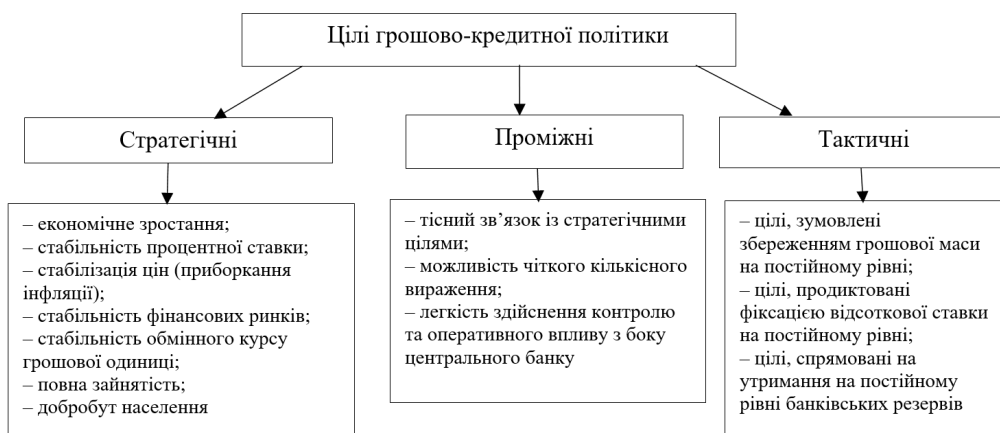 Цілі грошово-кредитної політики
Стратегічні
– економічне зростання;
– стабільність процентної ставки;
– стабілізація цін (приборкання
інфляції);
– стабільність фінансових ринків;
– стабільність обмінного курсу
грошової одиниці;
– повна зайнятість;
– добробут населення
Проміжні
– тісний зв’язок із стратегічними
цілями;
– можливість чіткого кількісного
вираження;
– легкість здійснення контролю
та оперативного впливу з боку
центрального банку
Тактичні
– цілі, зумовлені
збереженням грошової маси
на постійному рівні;
– цілі, продиктовані
фіксацією відсоткової ставки
на постійному рівні;
– цілі, спрямовані на
утримання на постійному
рівні банківських резервів